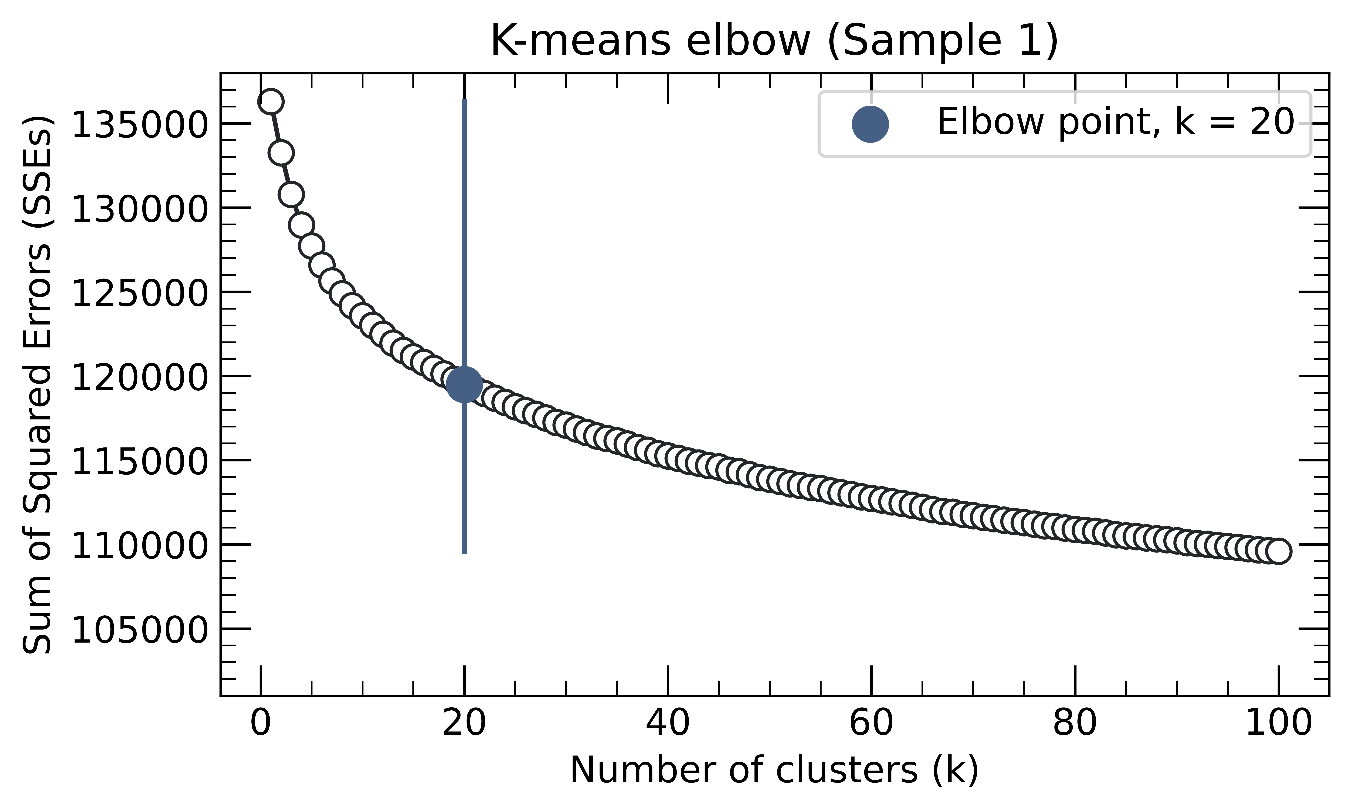 K-means elbow (Sample 1)
Elbow point, k = 20
Sum of Squared Errors (SSEs)
135000
130000
125000
120000
115000
110000
105000
0 20 40 60 80 100
Number of clusters (k)